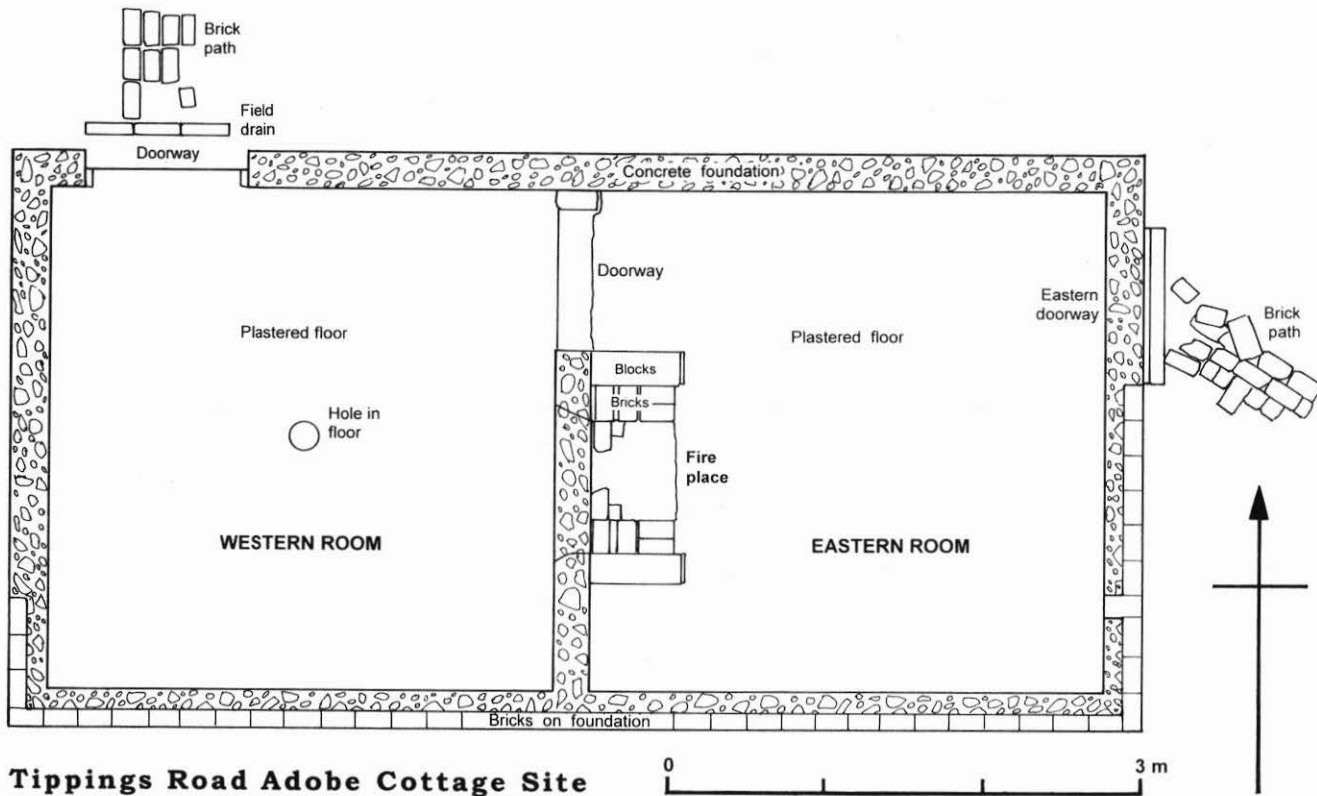 Brick
path
Field
drain
Doorway
Concrete foundation
Doorway
Eastern
doorway
Brick
path
Plastered floor
Plastered floor
Blocks
Bricks
Hole in
floor
Fire
place
WESTERN ROOM
EASTERN ROOM
Bricks on foundation
Tippings Road Adobe Cottage Site
0
3 m